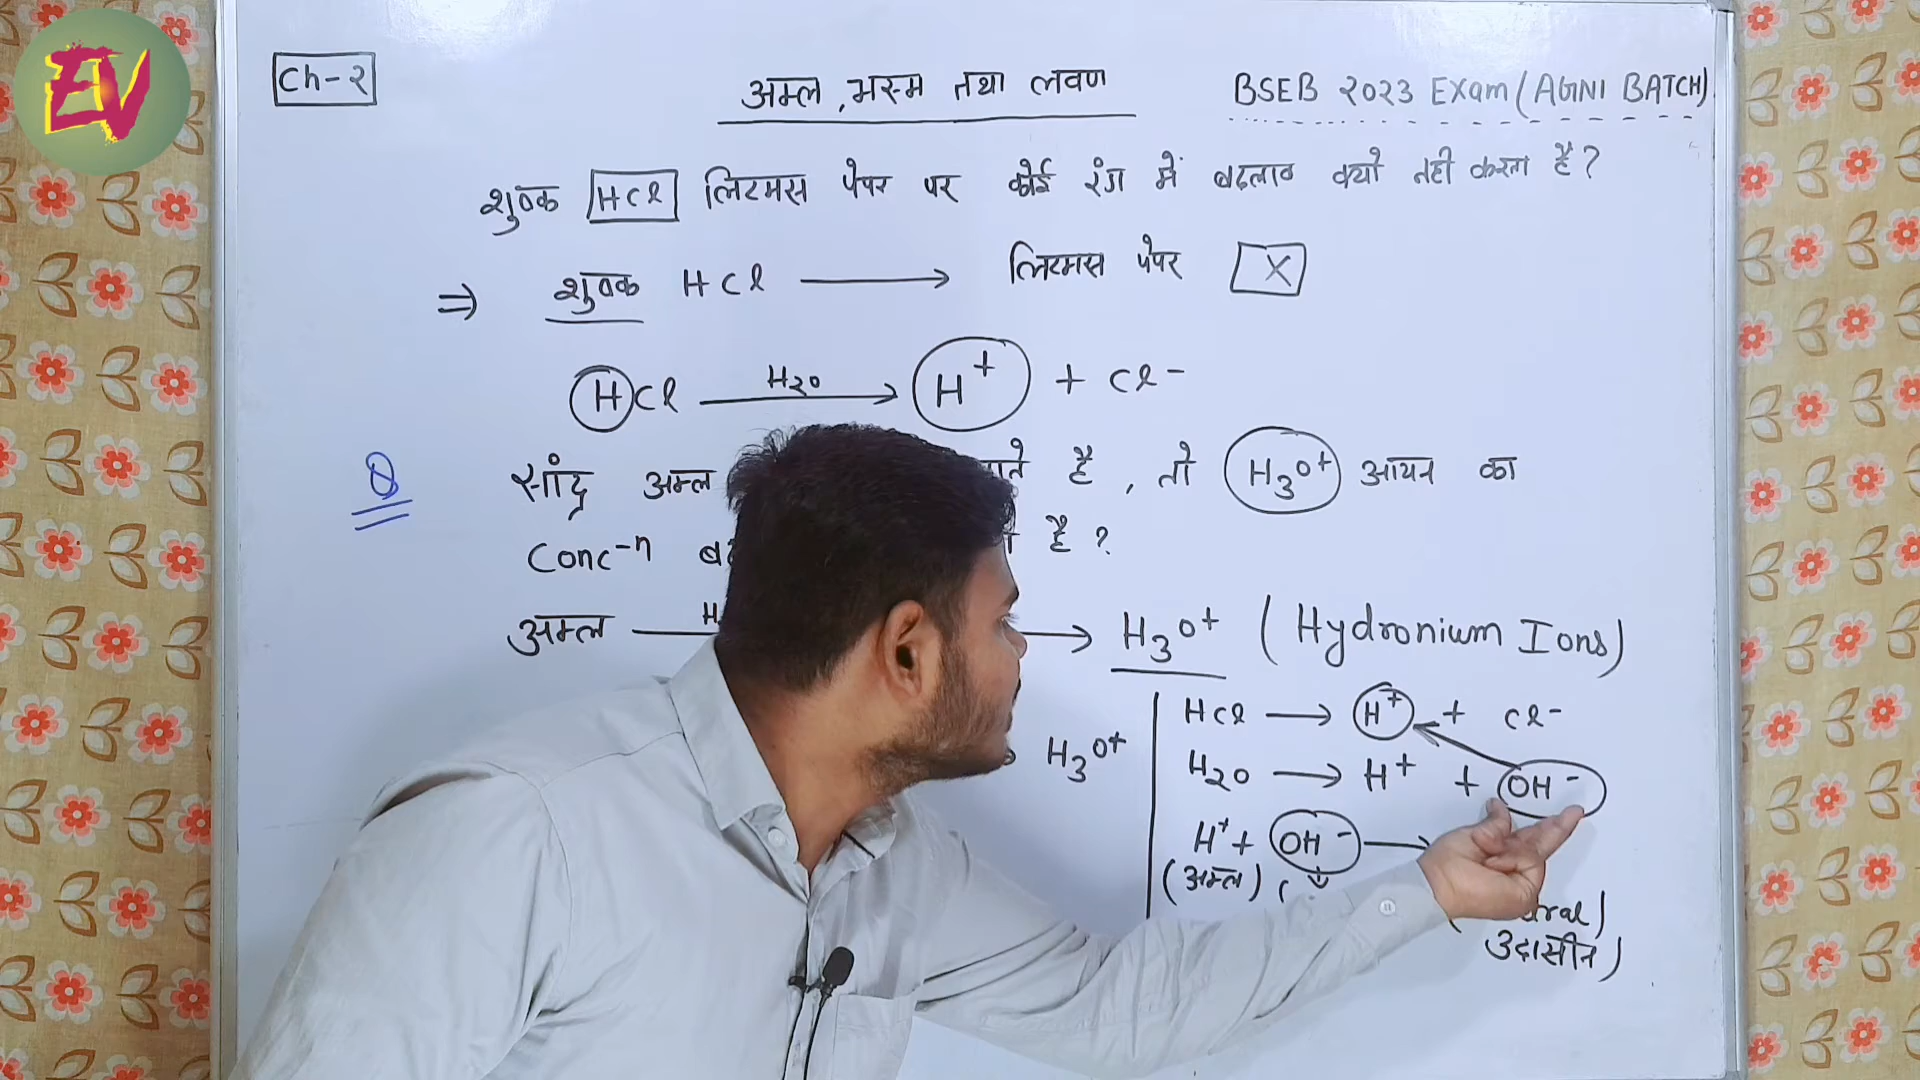 EV
Ch-२
अम्ल, भस्म तथा लवण
BSEB २०२३ Exam (AGNI BATCH)
शुष्क HCl लिटमस पेपर पर कोई रंग में बदलाव क्यों नही करता है?
⇒ शुष्क HCl ⟶ लिटमस पेपर X
HCl ⟶ H₂O H⁺ + Cl⁻
Q सांद्र अम्ल है, तो H₃O⁺ आयन का
Conc-n है?
अम्ल ⟶ ⟶ H₃O⁺ (Hydronium Ions)
H₃O⁺
HCl ⟶ H⁺ + Cl⁻
H₂O ⟶ H⁺ + OH⁻
H⁺ + OH⁻ ⟶
(अम्ल) (
उदासीन)